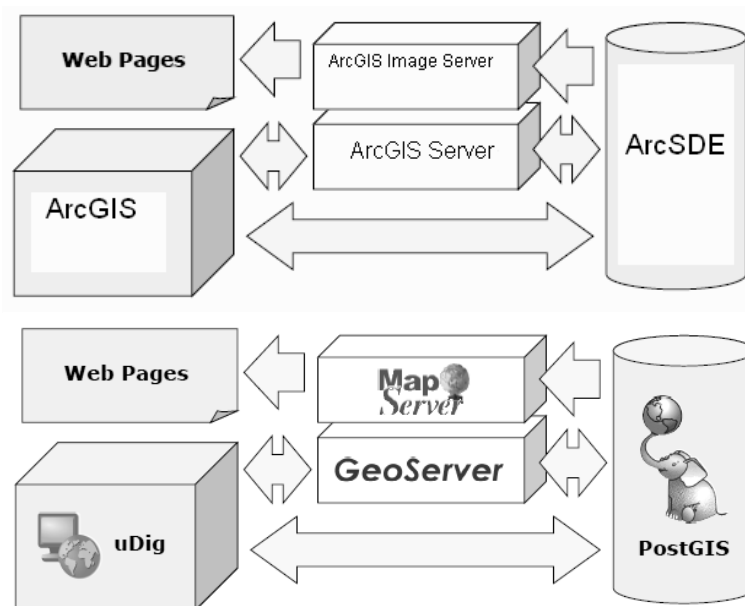 Web Pages
ArcGIS Image Server
ArcGIS Server
ArcSDE
ArcGIS
Web Pages
Map
Server
GeoServer
uDig
PostGIS